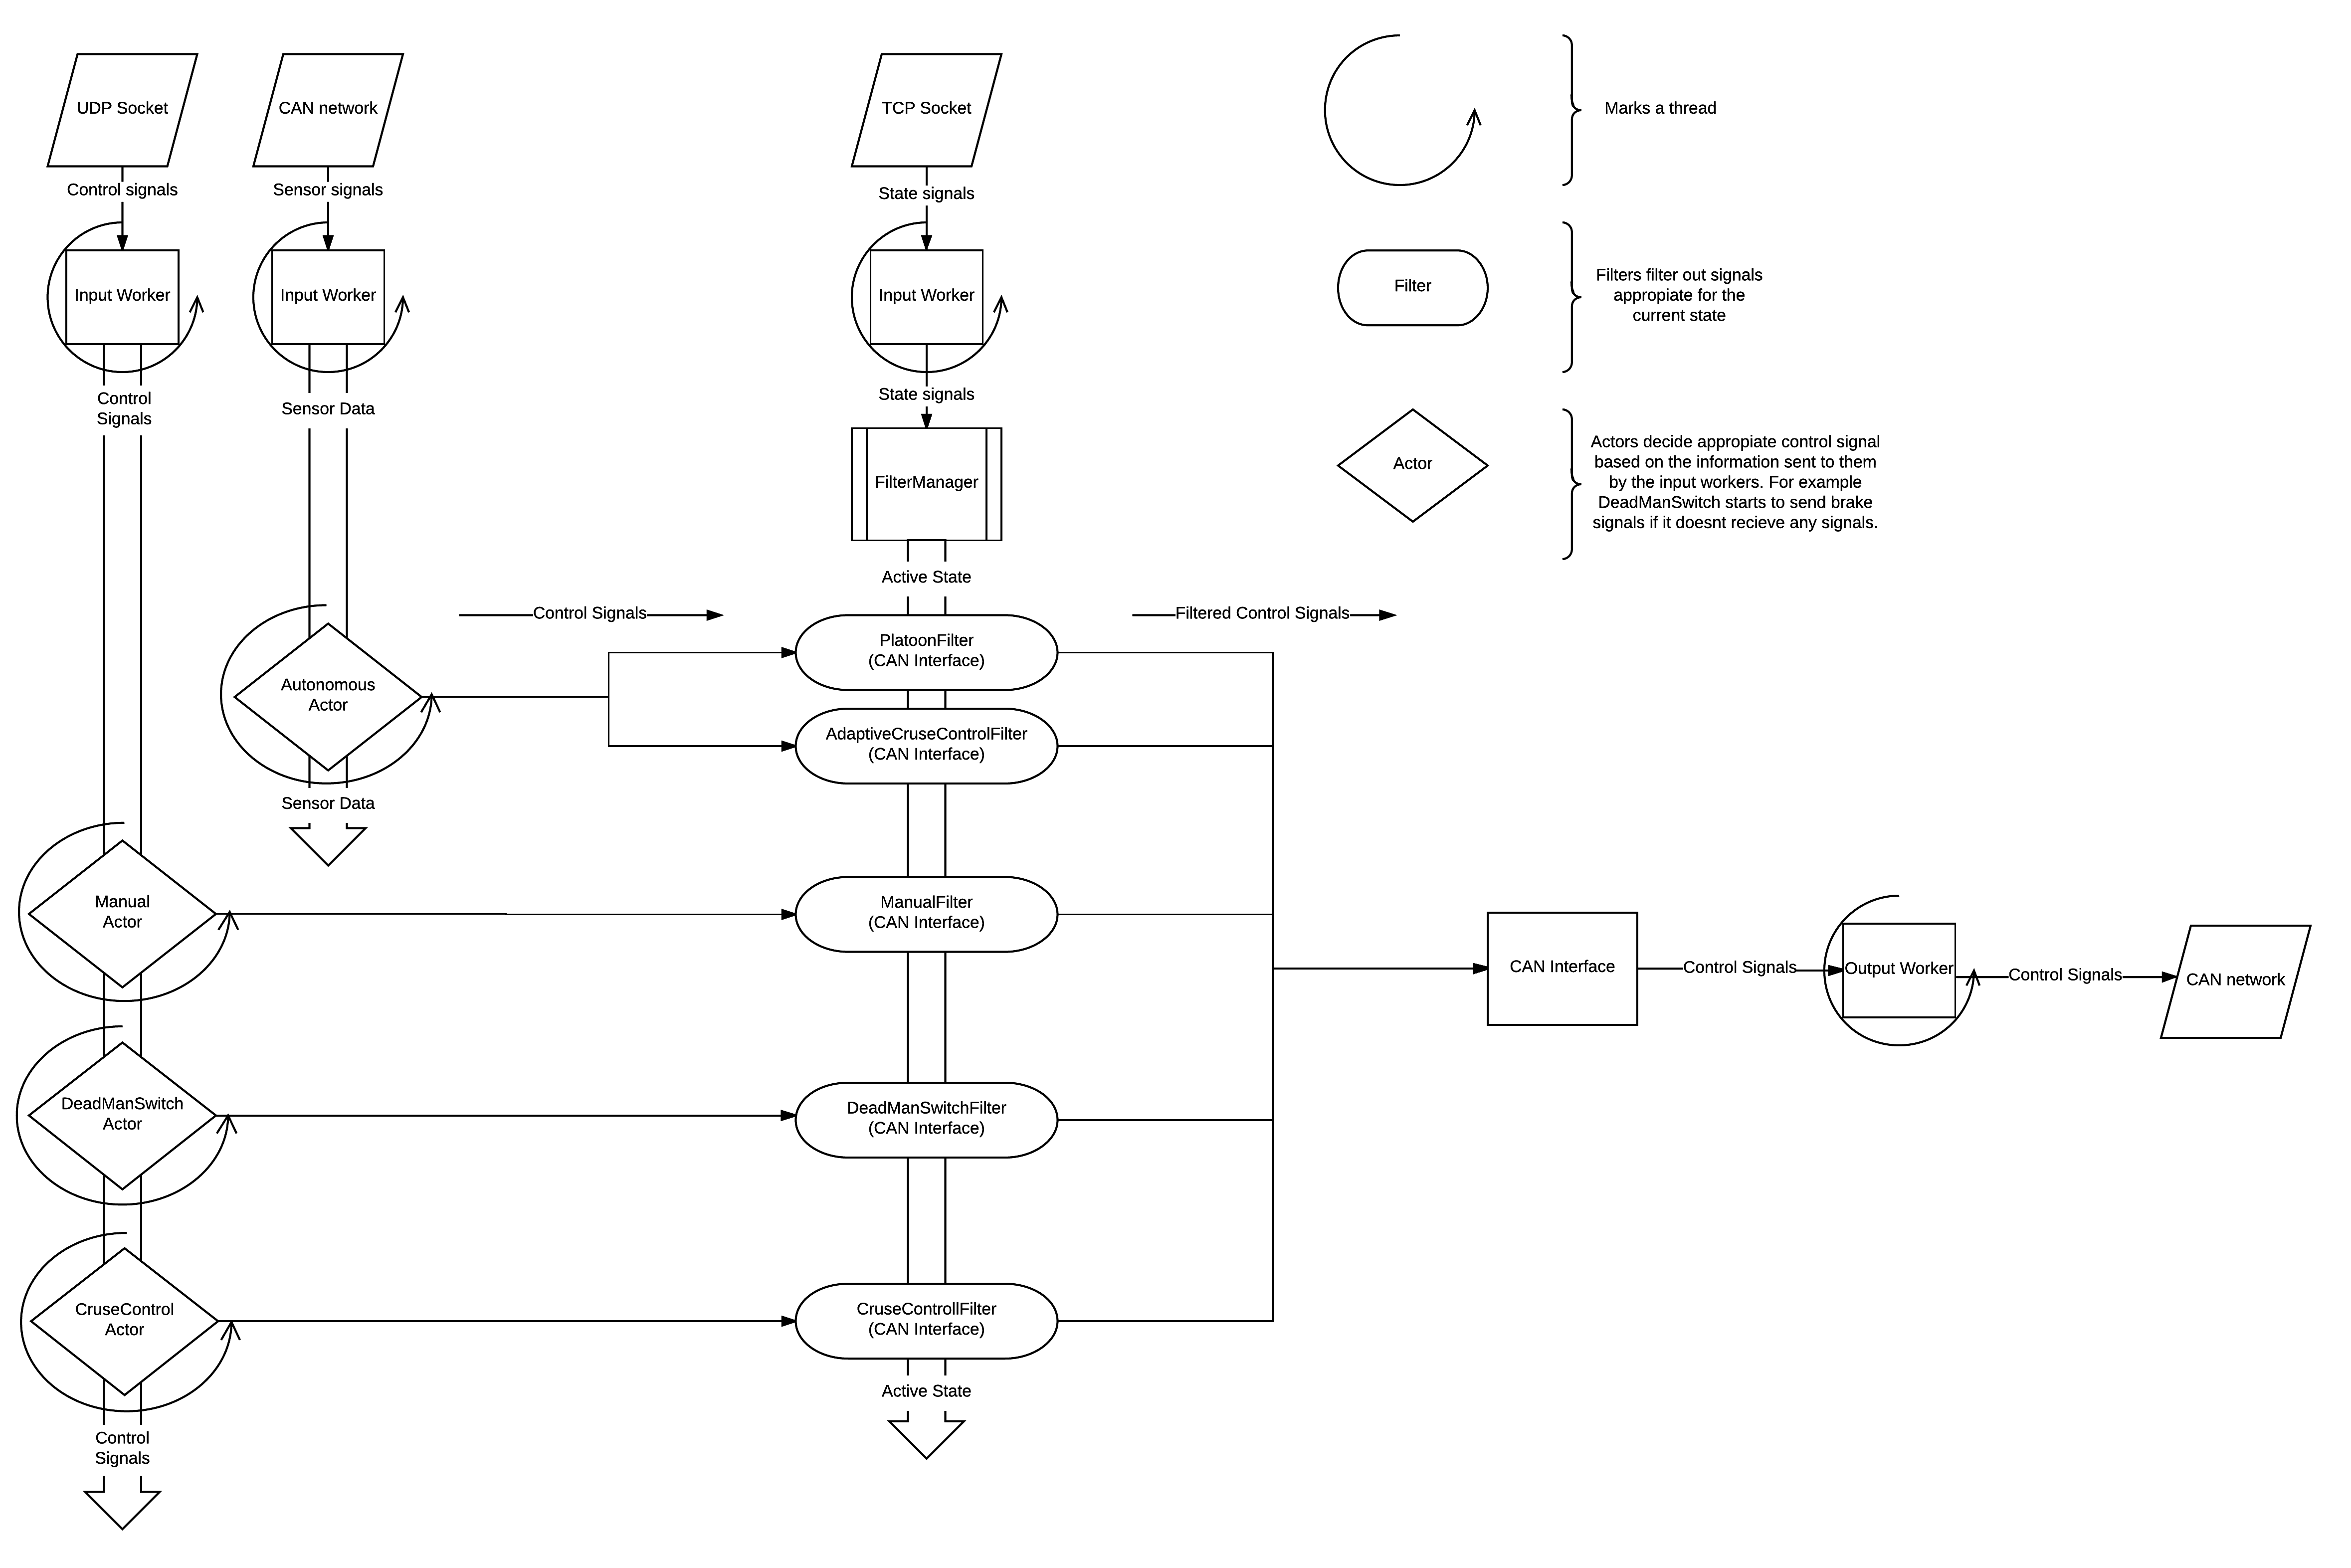 UDP Socket
CAN network
TCP Socket
Marks a thread
Control signals
Sensor signals
State signals
Input Worker
Input Worker
Input Worker
Filter
Filters filter out signals
appropiate for the
current state
Control
Signals
Sensor Data
State signals
FilterManager
Actor
Actors decide appropiate control signal
based on the information sent to them
by the input workers. For example
DeadManSwitch starts to send brake
signals if it doesnt recieve any signals.
Active State
Control Signals
Filtered Control Signals
PlatoonFilter
(CAN Interface)
Autonomous
Actor
AdaptiveCruseControlFilter
(CAN Interface)
Sensor Data
Manual
Actor
ManualFilter
(CAN Interface)
CAN Interface
Control Signals
Output Worker
Control Signals
CAN network
DeadManSwitch
Actor
DeadManSwitchFilter
(CAN Interface)
CruseControl
Actor
CruseControllFilter
(CAN Interface)
Active State
Control
Signals